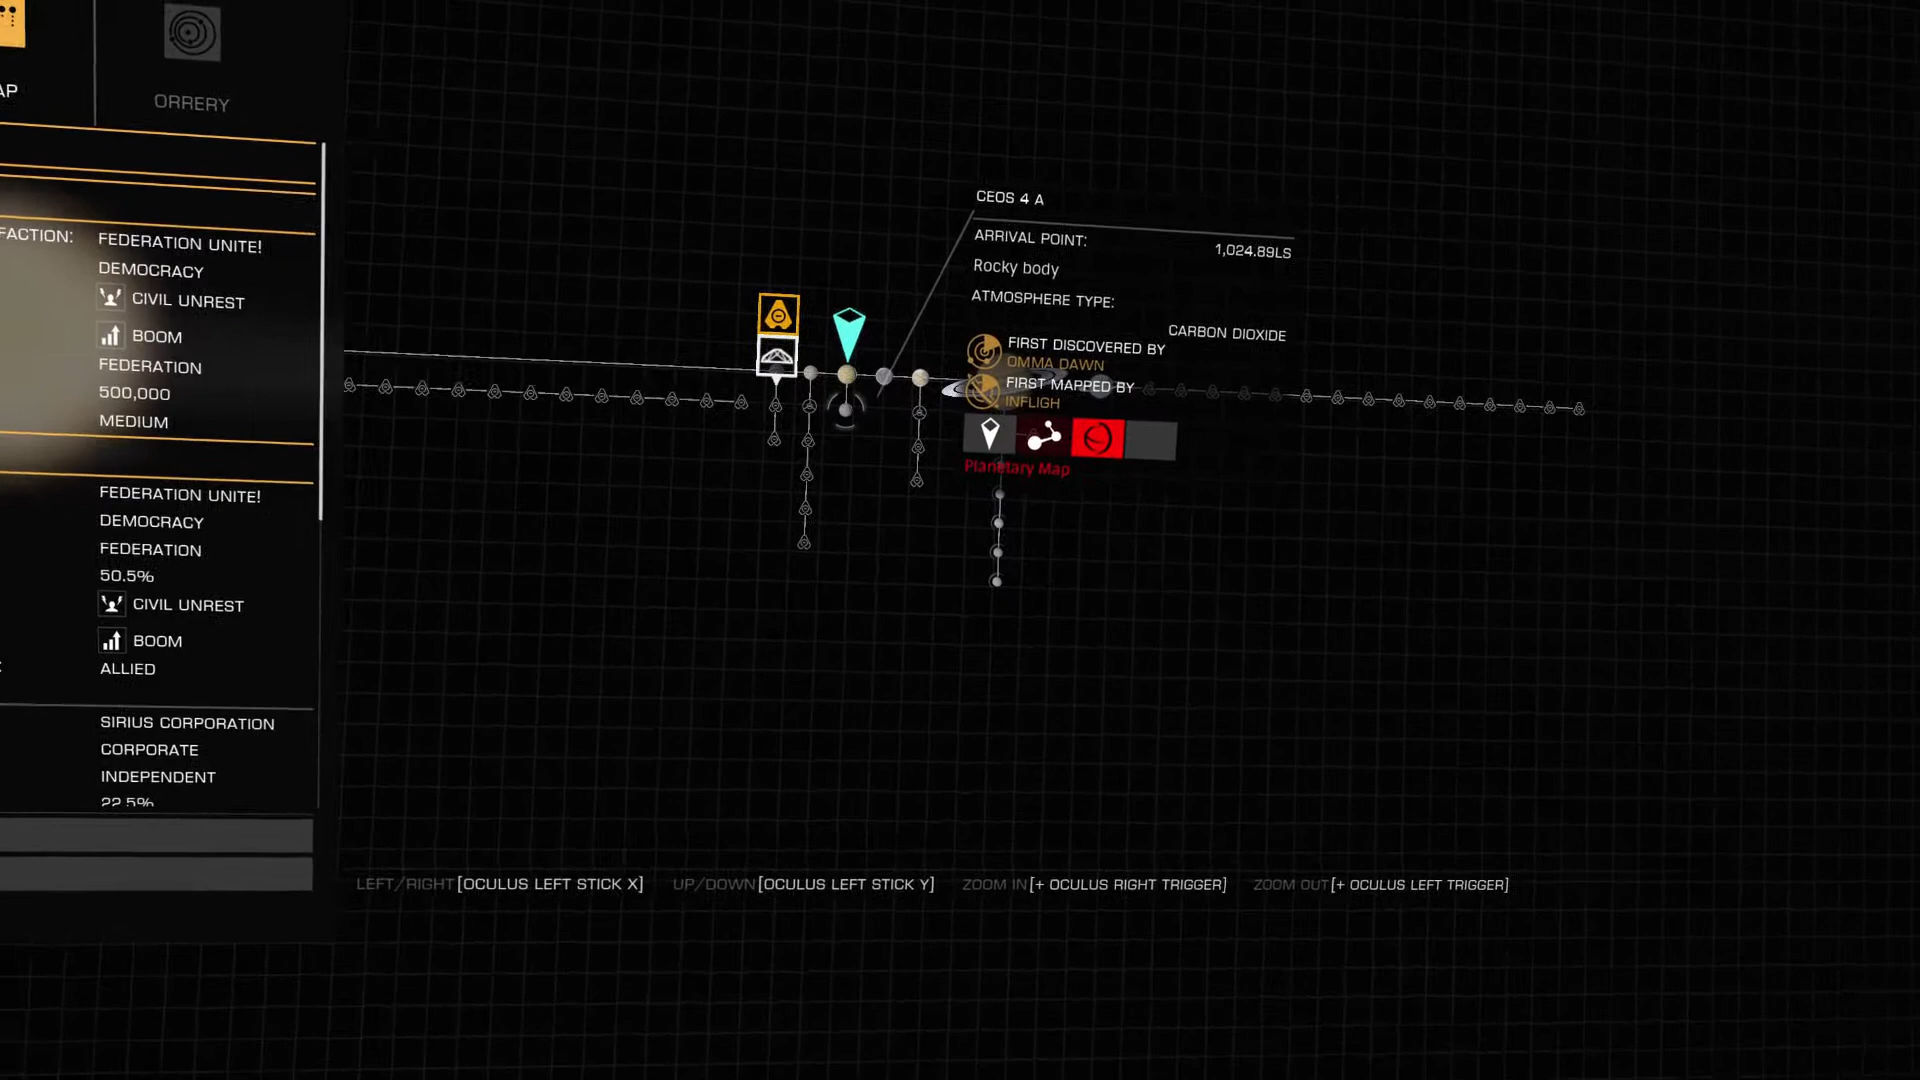 AP
ORRERY
FACTION: FEDERATION UNITE!
DEMOCRACY
CIVIL UNREST
BOOM
FEDERATION
500,000
MEDIUM
FEDERATION UNITE!
DEMOCRACY
FEDERATION
50.5%
CIVIL UNREST
BOOM
ALLIED
SIRIUS CORPORATION
CORPORATE
INDEPENDENT
22.5%
CEOS 4 A
ARRIVAL POINT: 1,024.89LS
Rocky body
ATMOSPHERE TYPE:
CARBON DIOXIDE
FIRST DISCOVERED BY
OMMA DAWN
FIRST MAPPED BY
INFLIGH
Planetary Map
LEFT/RIGHT[OCULUS LEFT STICK X] UP/DOWN[OCULUS LEFT STICK Y] ZOOM IN[+ OCULUS RIGHT TRIGGER] ZOOM OUT[+ OCULUS LEFT TRIGGER]